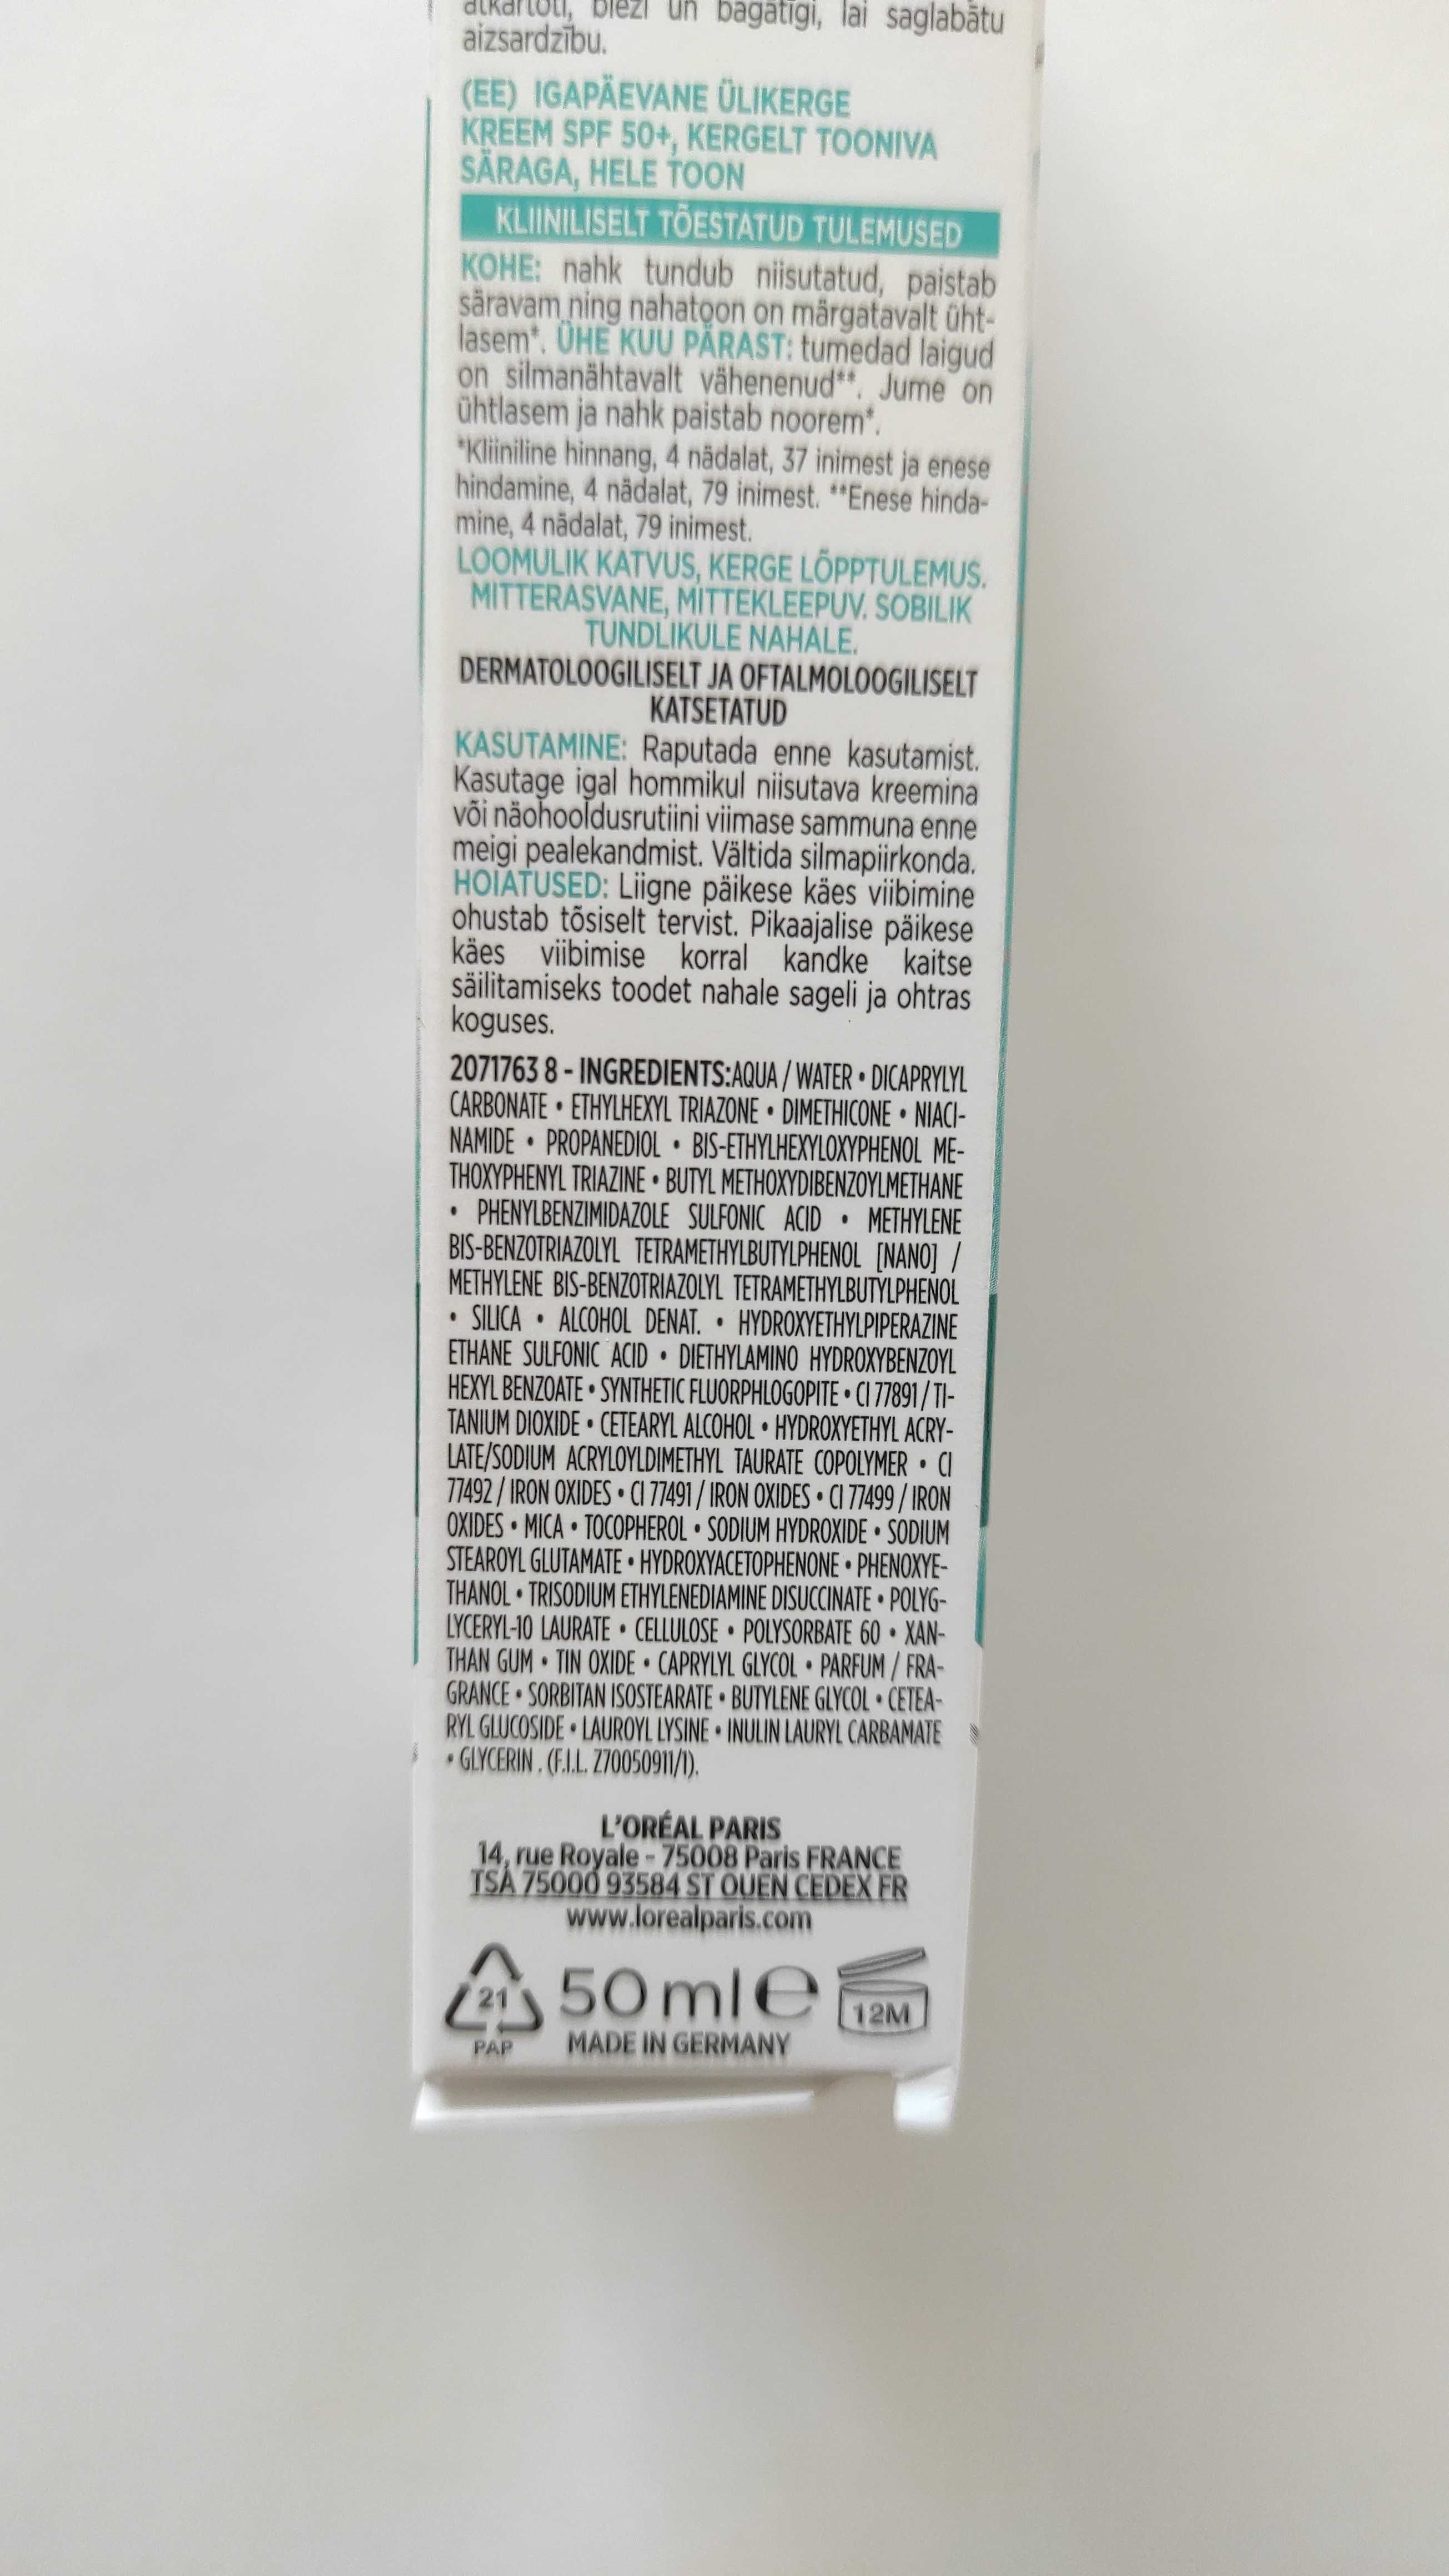 atkārtoti, bieži un bagātīgi, lai saglabātu
aizsardzību.
(EE) IGAPÄEVANE ÜLIKERGE
KREEM SPF 50+, KERGELT TOONIVA
SÄRAGA, HELE TOON
KLIINILISELT TÕESTATUD TULEMUSED
KOHE: nahk tundub niisutatud, paistab
säravam ning nahatoon on märgatavalt üht-
lasem*. ÜHE KUU PÄRAST: tumedad laigud
on silmanähtavalt vähenenud**. Jume on
ühtlasem ja nahk paistab noorem*.
*Kliiniline hinnang, 4 nädalat, 37 inimest ja enese
hindamine, 4 nädalat, 79 inimest. **Enese hinda-
mine, 4 nädalat, 79 inimest.
LOOMULIK KATVUS, KERGE LÕPPTULEMUS.
MITTERASVANE, MITTEKLEEPUV. SOBILIK
TUNDLIKULE NAHALE.
DERMATOLOOGILISELT JA OFTALMOLOOGILISELT
KATSETATUD
KASUTAMINE: Raputada enne kasutamist.
Kasutage igal hommikul niisutava kreemina
või näohooldusrutiini viimase sammuna enne
meigi pealekandmist. Vältida silmapiirkonda.
HOIATUSED: Liigne päikese käes viibimine
ohustab tõsiselt tervist. Pikaajalise päikese
käes viibimise korral kandke kaitse
säilitamiseks toodet nahale sageli ja ohtras
koguses.
2071763 8 - INGREDIENTS:AQUA / WATER • DICAPRYLYL
CARBONATE • ETHYLHEXYL TRIAZONE • DIMETHICONE • NIACI-
NAMIDE • PROPANEDIOL • BIS-ETHYLHEXYLOXYPHENOL ME-
THOXYPHENYL TRIAZINE • BUTYL METHOXYDIBENZOYLMETHANE
• PHENYLBENZIMIDAZOLE SULFONIC ACID • METHYLENE
BIS-BENZOTRIAZOLYL TETRAMETHYLBUTYLPHENOL [NANO] /
METHYLENE BIS-BENZOTRIAZOLYL TETRAMETHYLBUTYLPHENOL
• SILICA • ALCOHOL DENAT. • HYDROXYETHYLPIPERAZINE
ETHANE SULFONIC ACID • DIETHYLAMINO HYDROXYBENZOYL
HEXYL BENZOATE • SYNTHETIC FLUORPHLOGOPITE • CI 77891 / TI-
TANIUM DIOXIDE • CETEARYL ALCOHOL • HYDROXYETHYL ACRY-
LATE/SODIUM ACRYLOYLDIMETHYL TAURATE COPOLYMER • CI
77492 / IRON OXIDES • CI 77491 / IRON OXIDES • CI 77499 / IRON
OXIDES • MICA • TOCOPHEROL • SODIUM HYDROXIDE • SODIUM
STEAROYL GLUTAMATE • HYDROXYACETOPHENONE • PHENOXYE-
THANOL • TRISODIUM ETHYLENEDIAMINE DISUCCINATE • POLYG-
LYCERYL-10 LAURATE • CELLULOSE • POLYSORBATE 60 • XAN-
THAN GUM • TIN OXIDE • CAPRYLYL GLYCOL • PARFUM / FRA-
GRANCE • SORBITAN ISOSTEARATE • BUTYLENE GLYCOL • CETEA-
RYL GLUCOSIDE • LAUROYL LYSINE • INULIN LAURYL CARBAMATE
• GLYCERIN . (F.I.L. Z70050911/1).
L'ORÉAL PARIS
14, rue Royale - 75008 Paris FRANCE
TSA 75000 93584 ST OUEN CEDEX FR
www.lorealparis.com
21 50 ml e 12M
PAP MADE IN GERMANY